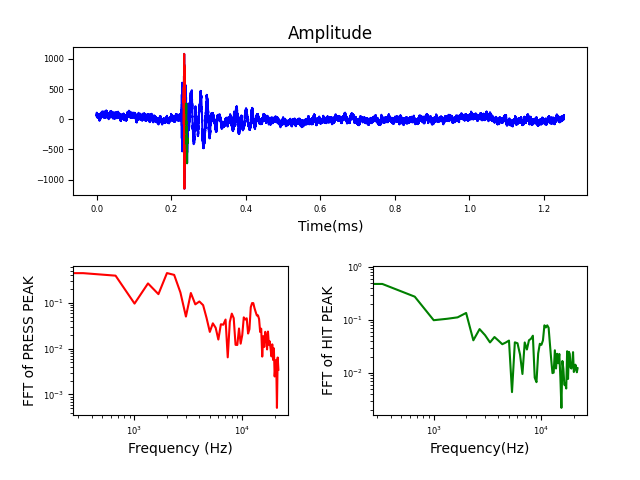 Amplitude
1000
500
0
−500
−1000
0.0 0.2 0.4 0.6 0.8 1.0 1.2
Time(ms)
FFT of PRESS PEAK
10⁻¹
10⁻²
10⁻³
10³ 10⁴
Frequency (Hz)
FFT of HIT PEAK
10⁰
10⁻¹
10⁻²
10³ 10⁴
Frequency(Hz)